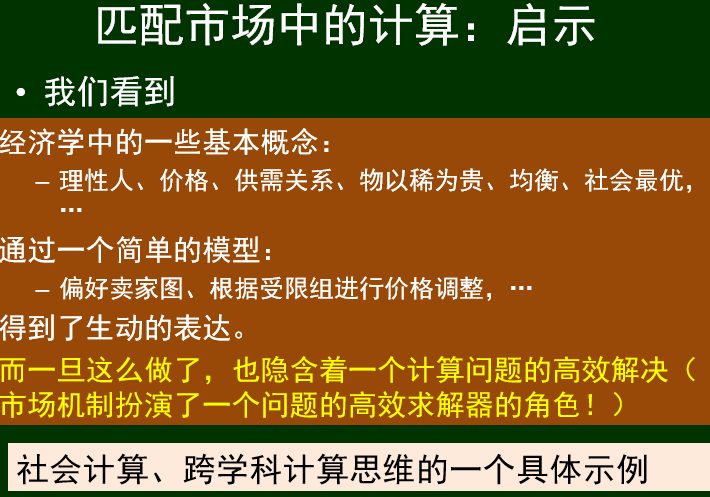 匹配市场中的计算：启示
• 我们看到
经济学中的一些基本概念：
– 理性人、价格、供需关系、物以稀为贵、均衡、社会最优，
…
通过一个简单的模型：
– 偏好卖家图、根据受限组进行价格调整，…
得到了生动的表达。
而一旦这么做了，也隐含着一个计算问题的高效解决（
市场机制扮演了一个问题的高效求解器的角色！）
社会计算、跨学科计算思维的一个具体示例